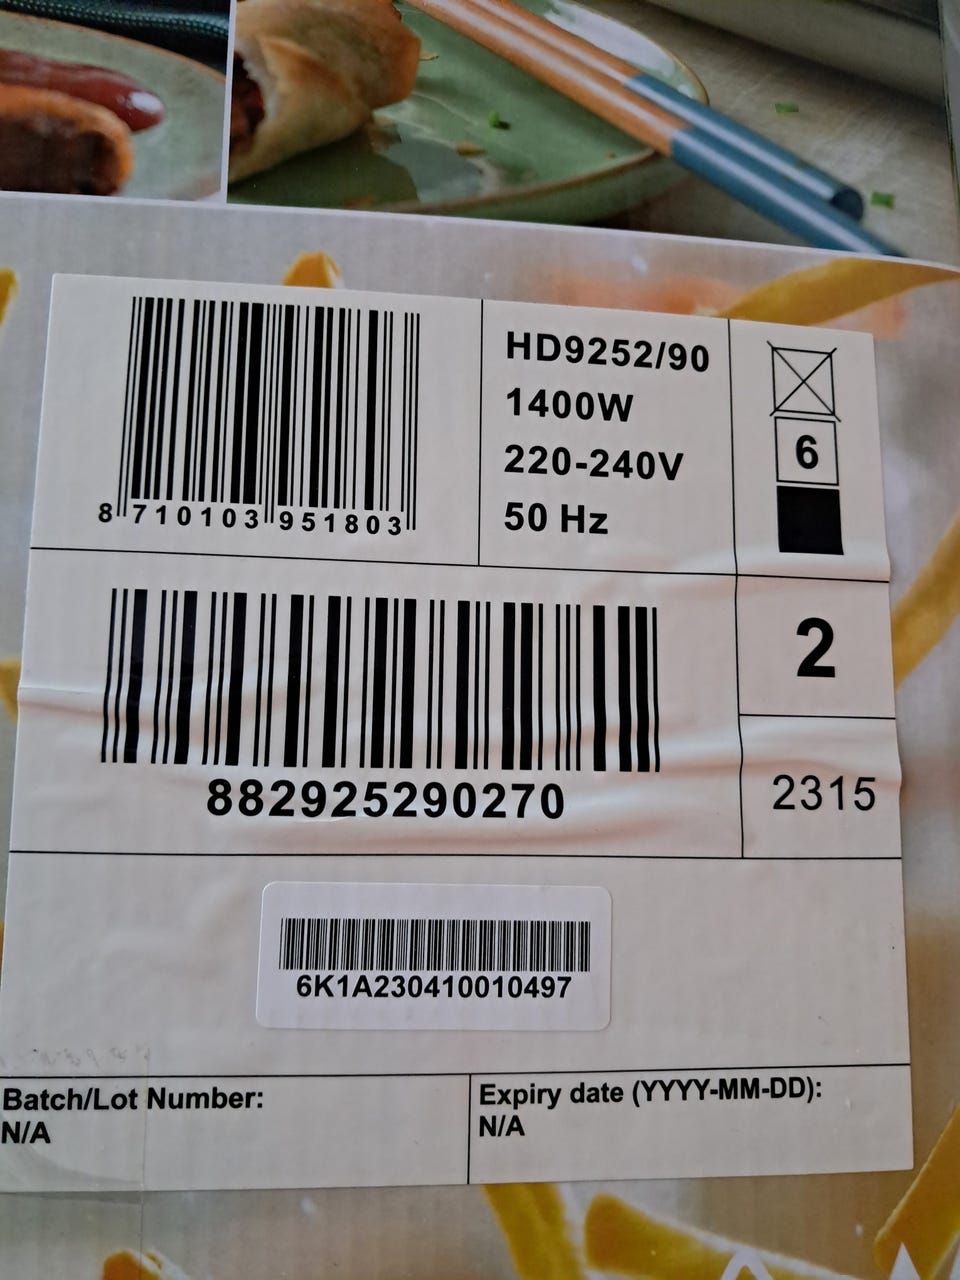 HD9252/90
1400W
220-240V
50 Hz
6
8 710103 951803
2
882925290270
2315
6K1A230410010497
Batch/Lot Number:
N/A
Expiry date (YYYY-MM-DD):
N/A